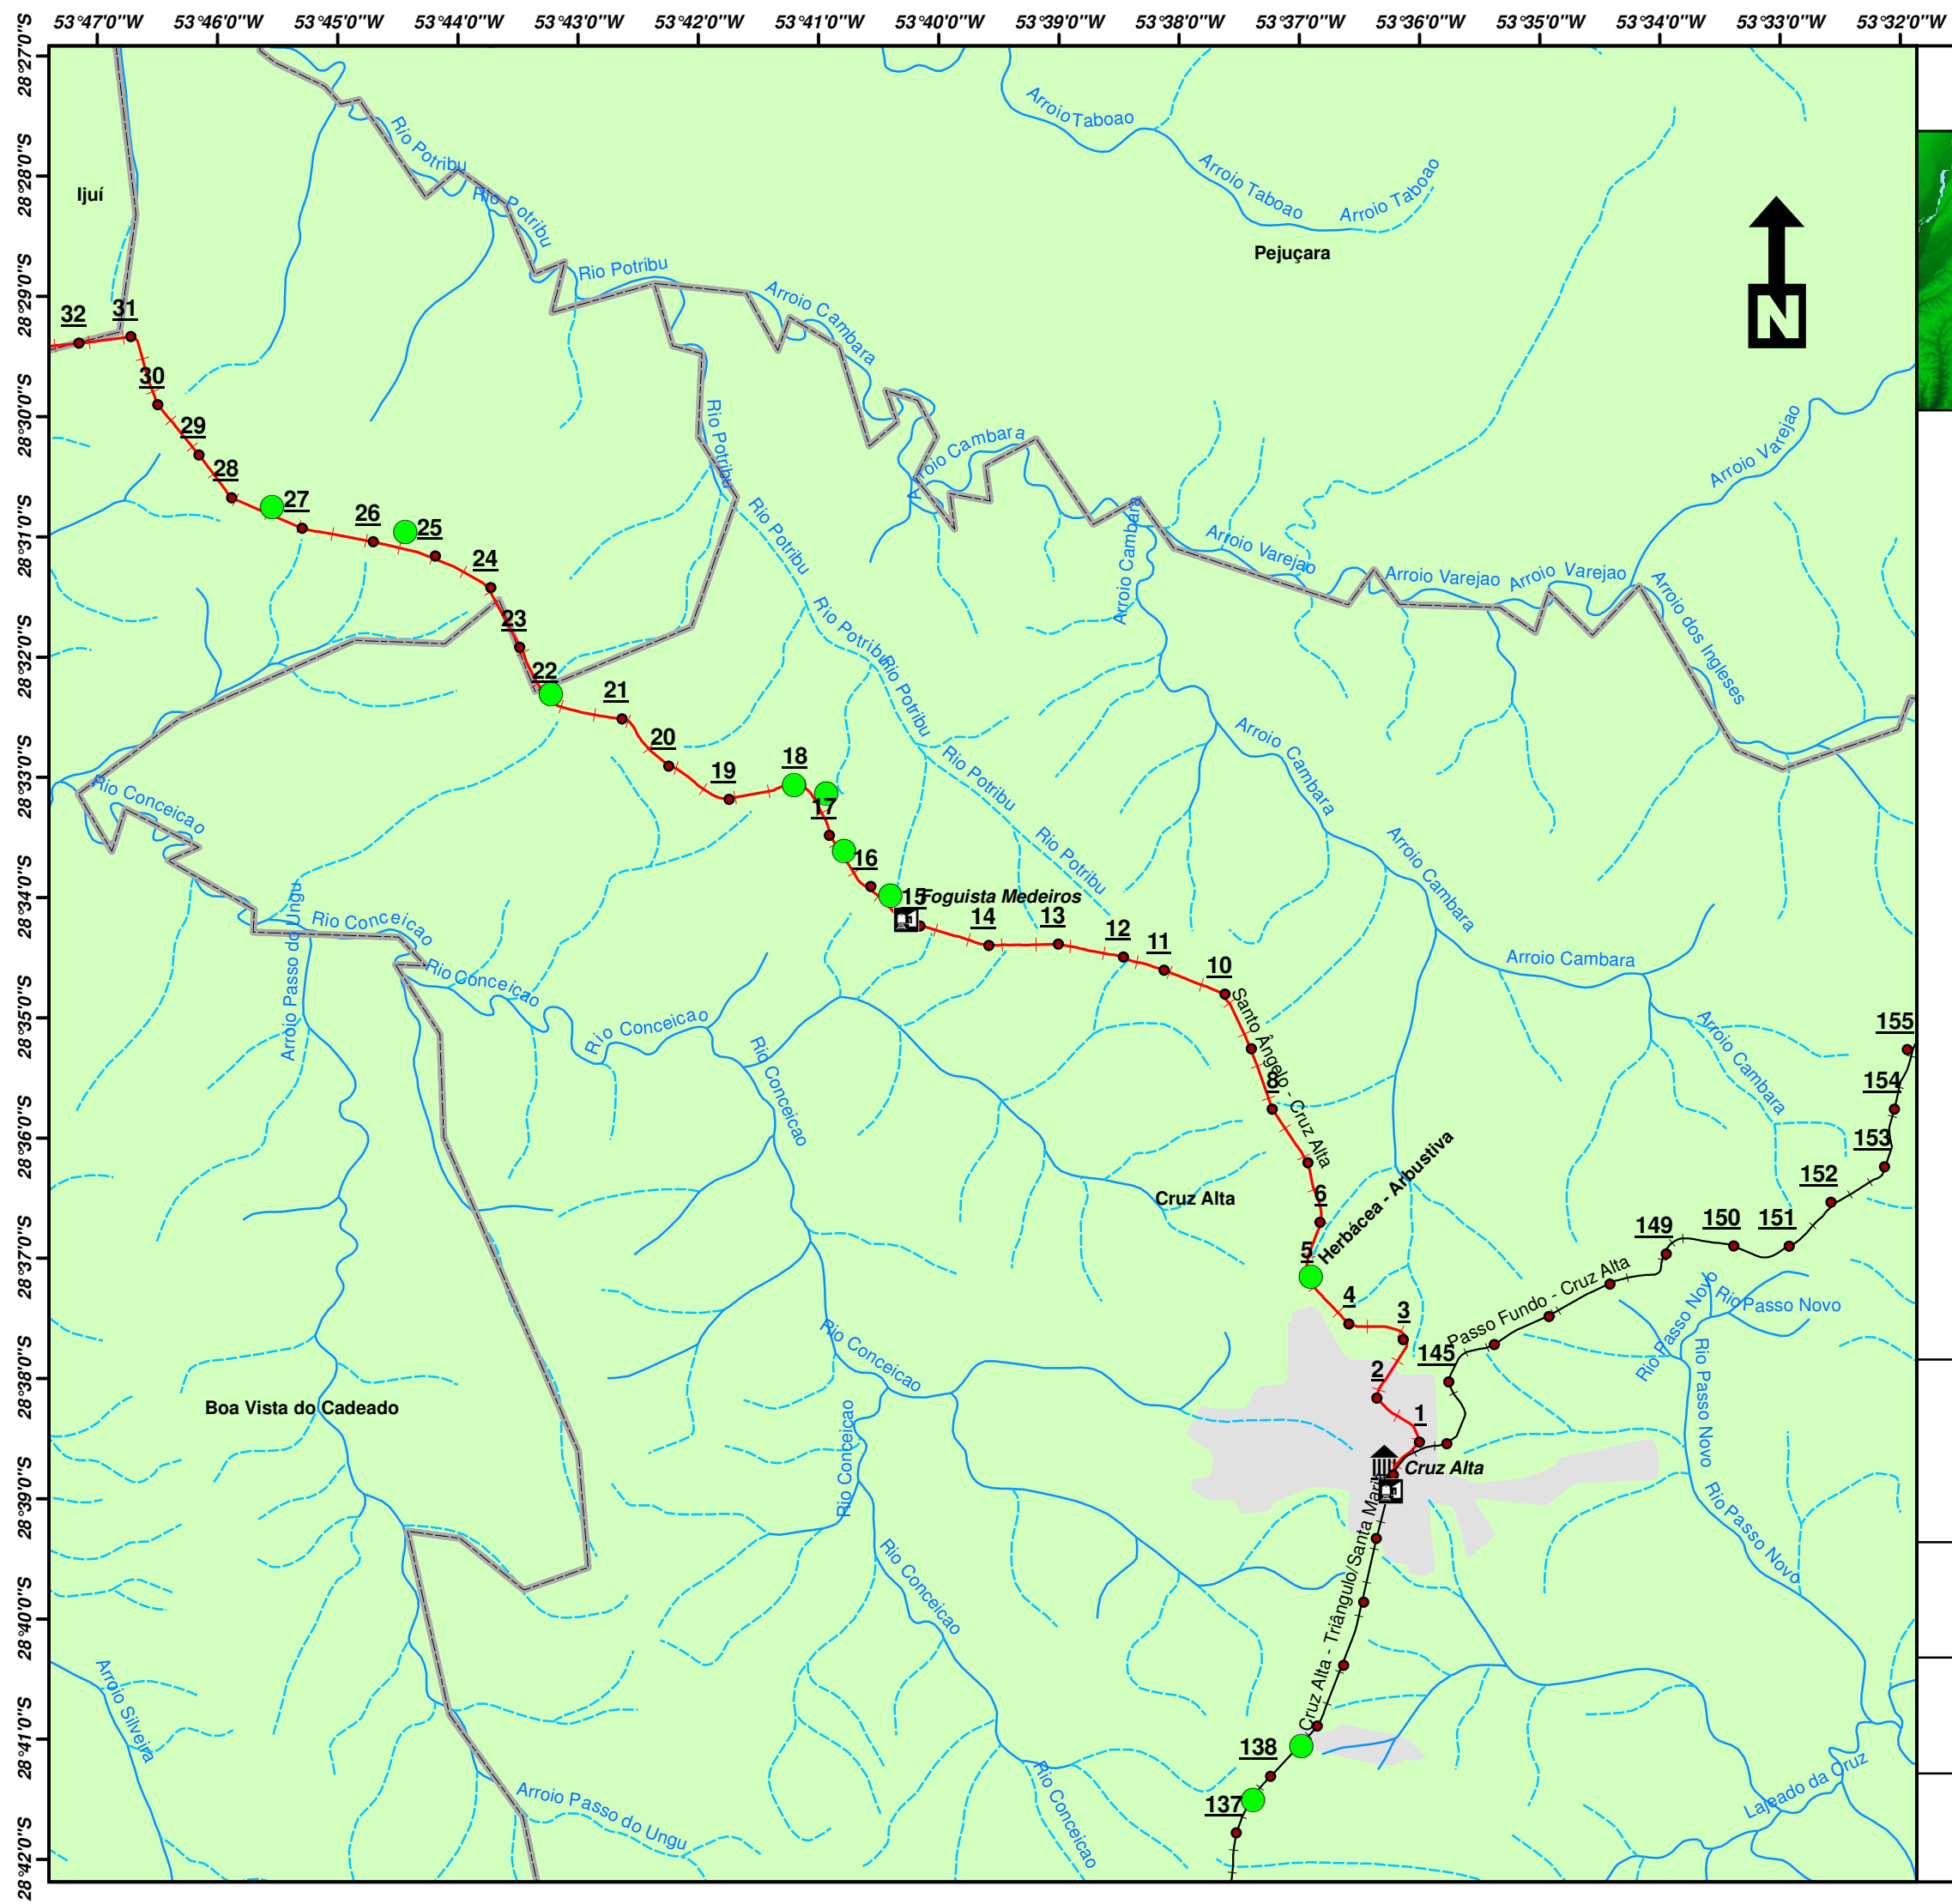 53°47'0"W 53°46'0"W 53°45'0"W 53°44'0"W 53°43'0"W 53°42'0"W 53°41'0"W 53°40'0"W 53°39'0"W 53°38'0"W 53°37'0"W 53°36'0"W 53°35'0"W 53°34'0"W 53°33'0"W 53°32'0"W
28°27'0"S
28°28'0"S
28°29'0"S
28°30'0"S
28°31'0"S
28°32'0"S
28°33'0"S
28°34'0"S
28°35'0"S
28°36'0"S
28°37'0"S
28°38'0"S
28°39'0"S
28°40'0"S
28°41'0"S
28°42'0"S
Arroio Taboao
Rio Potribu
Arroio Taboao
Arroio Taboao
Ijuí
Rio Potribu
Pejuçara
Rio Potribu
N
Arroio Cambara
32
31
30
Rio Potribu
Arroio Varejao
29
Arroio Cambara
28
27
26
25
Rio Potribu
Arroio Cambara
Arroio Varejao
24
Arroio Varejao
Arroio Varejao
Arroio dos Ingleses
23
Rio Potribu
22
21
Rio Potribu
20
Arroio Cambara
19
18
Rio Potribu
Rio Conceicao
17
16
Rio Potribu
Arroio Cambara
15
Foguista Medeiros
14
13
12
11
10
Rio Conceicao
Arroio Passo do Ungu
Rio Conceicao
Arroio Cambara
Rio Conceicao
Santo Ângelo - Cruz Alta
Arroio Cambara
155
Rio Conceicao
8
154
153
6
Cruz Alta
Herbácea - Arbustiva
152
5
149
150
151
4
3
Passo Fundo - Cruz Alta
Rio Passo Novo
Rio Passo Novo
Rio Conceicao
2
145
Rio Passo Novo
Boa Vista do Cadeado
1
Rio Conceicao
Cruz Alta
Rio Passo Novo
Rio Conceicao
Cruz Alta - Triângulo/Santa Maria
Arroio Silveira
138
Rio Conceicao
Lajeado da Cruz
Arroio Passo do Ungu
137